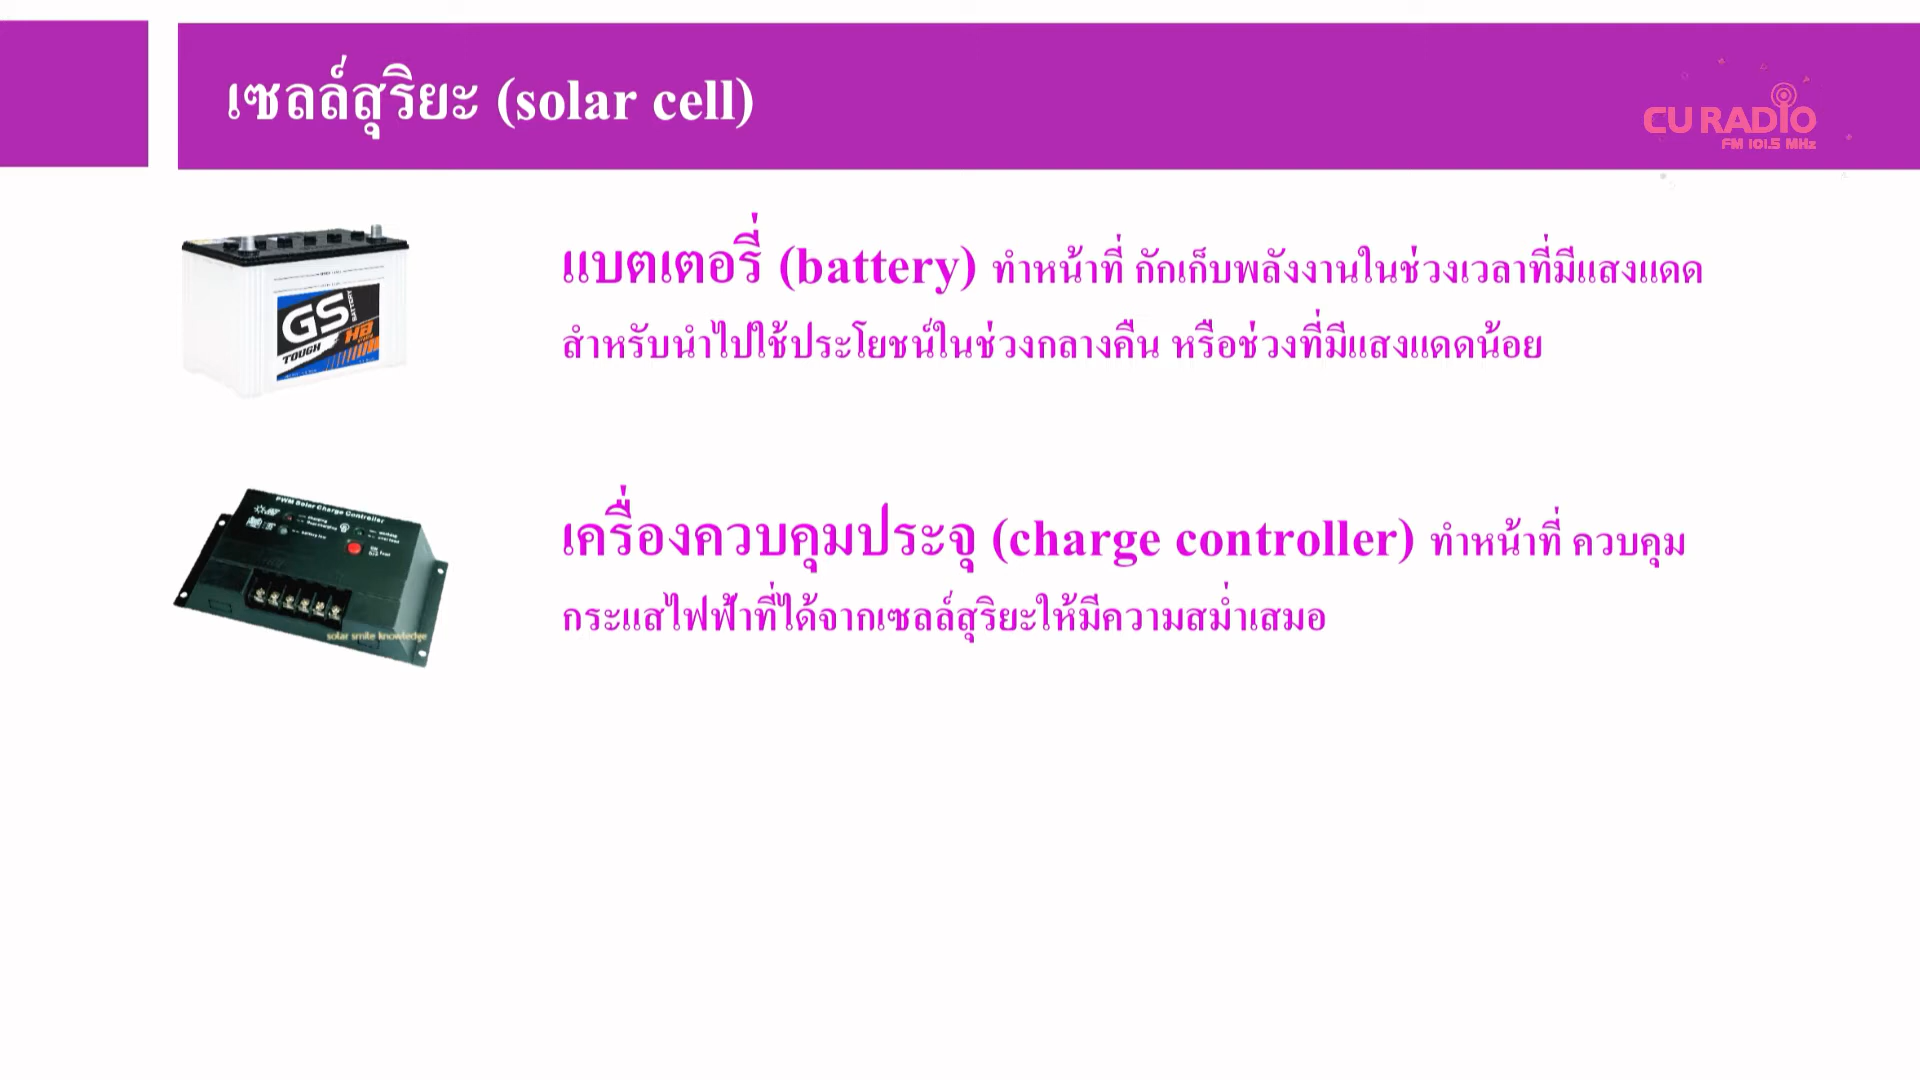 เซลล์สุริยะ (solar cell)
CU RADIO
FM 101.5 MHz
แบตเตอรี่ (battery) ทำหน้าที่ กักเก็บพลังงานในช่วงเวลาที่มีแสงแดด
สำหรับนำไปใช้ประโยชน์ในช่วงกลางคืน หรือช่วงที่มีแสงแดดน้อย
GS
BATTERY
TOUGH
เครื่องควบคุมประจุ (charge controller) ทำหน้าที่ ควบคุม
กระแสไฟฟ้าที่ได้จากเซลล์สุริยะให้มีความสม่ำเสมอ
PWM Solar Charge Controller
solar smile knowledge